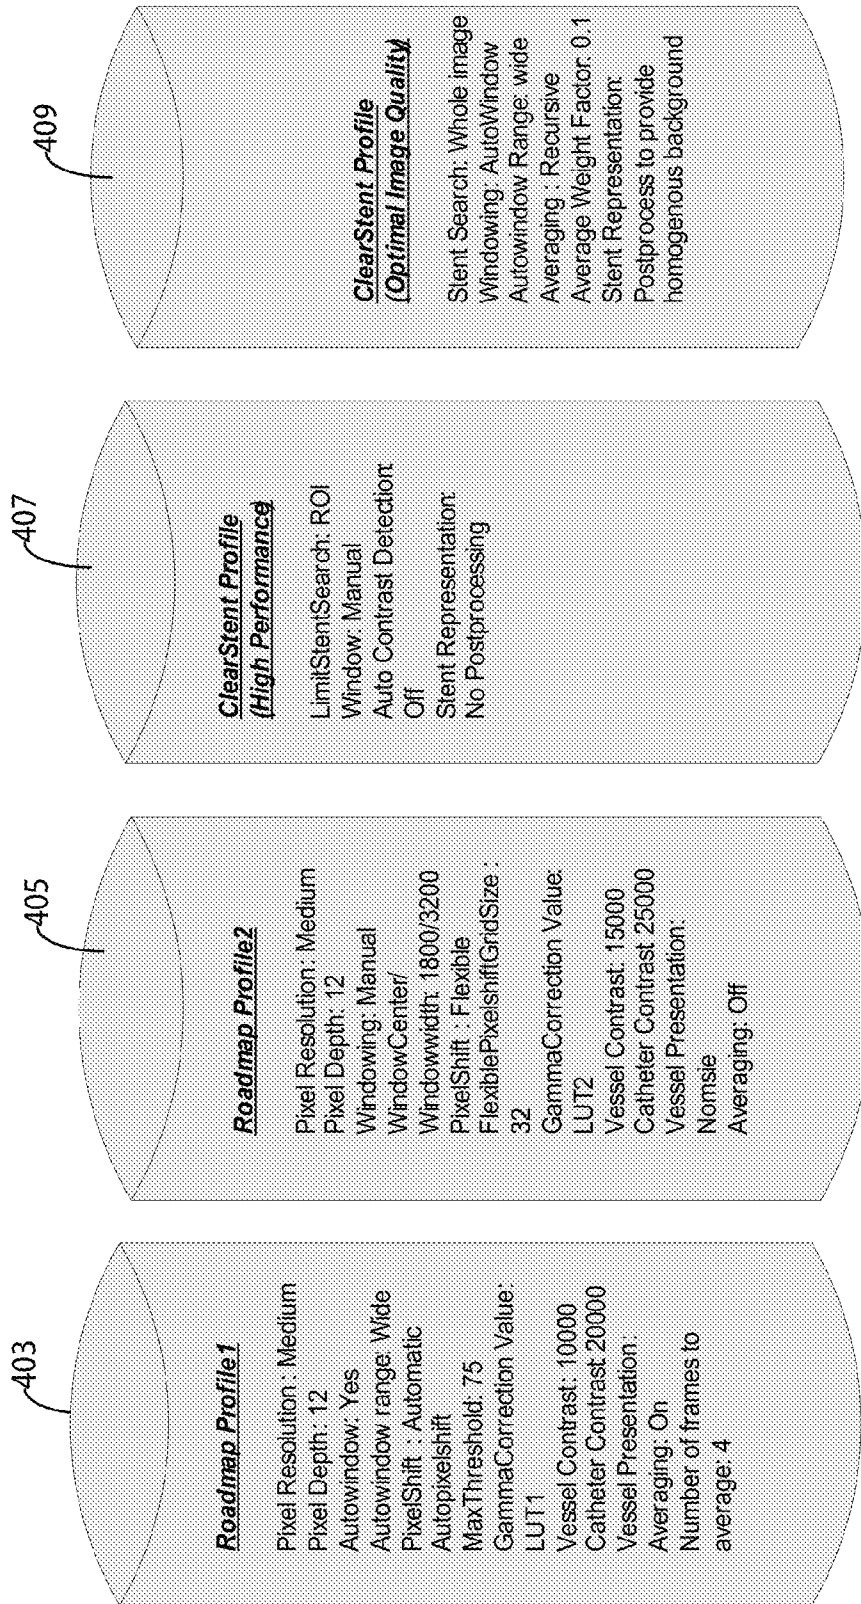 403
Roadmap Profile1
Pixel Resolution : Medium
Pixel Depth : 12
Autowindow: Yes
Autowindow range: Wide
PixelShift : Automatic
Autopixelshift
MaxThreshold: 75
GammaCorrection Value:
LUT1
Vessel Contrast: 10000
Catheter Contrast 20000
Vessel Presentation:
Averaging: On
Number of frames to
average: 4
405
Roadmap Profile2
Pixel Resolution : Medium
Pixel Depth: 12
Windowing: Manual
WindowCenter/
Windowwidth: 1800/3200
PixelShift : Flexible
FlexiblePixelshiftGridSize :
32
GammaCorrection Value:
LUT2
Vessel Contrast: 15000
Catheter Contrast 25000
Vessel Presentation:
Nomsie
Averaging: Off
407
ClearStent Profile
(High Performance)
LimitStentSearch: ROI
Window: Manual
Auto Contrast Detection:
Off
Stent Representation:
No Postprocessing
409
ClearStent Profile
(Optimal Image Quality)
Stent Search: Whole image
Windowing: AutoWindow
Autowindow Range: wide
Averaging : Recursive
Average Weight Factor: 0.1
Stent Representation:
Postprocess to provide
homogenous background